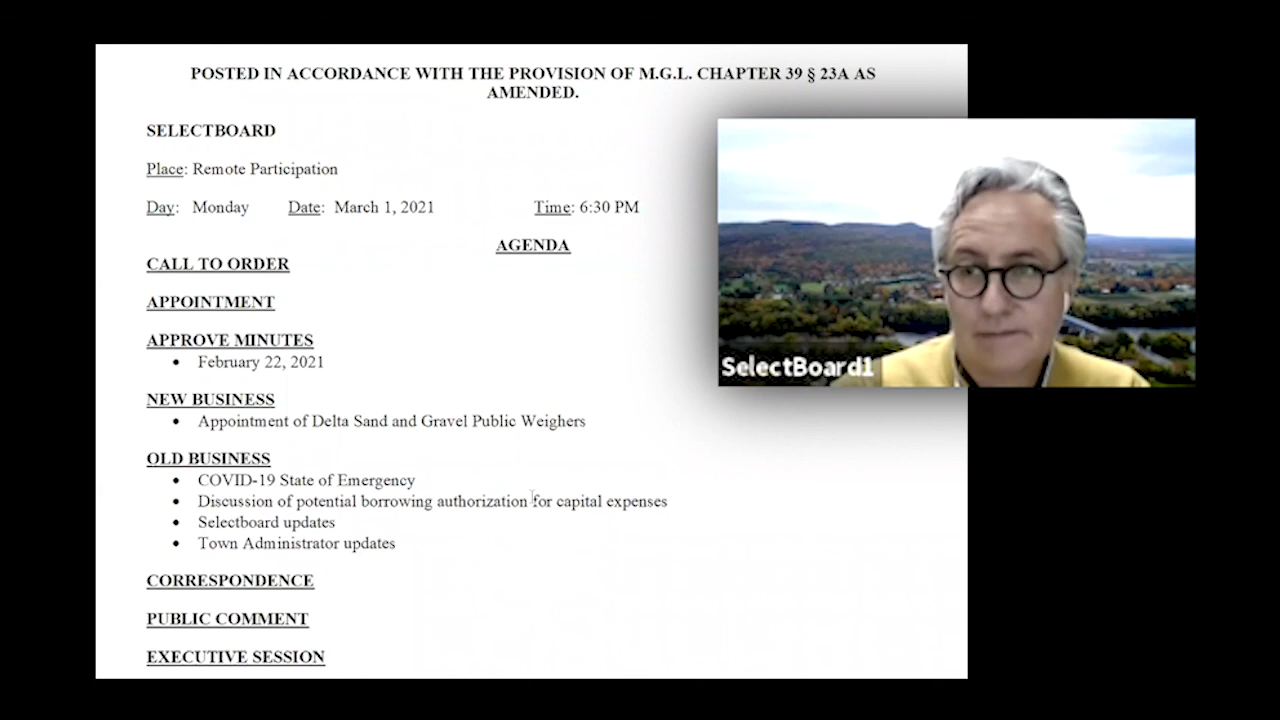 POSTED IN ACCORDANCE WITH THE PROVISION OF M.G.L. CHAPTER 39 § 23A AS
AMENDED.
SELECTBOARD
Place: Remote Participation
Day: Monday Date: March 1, 2021 Time: 6:30 PM
AGENDA
CALL TO ORDER
APPOINTMENT
APPROVE MINUTES
• February 22, 2021
NEW BUSINESS
• Appointment of Delta Sand and Gravel Public Weighers
OLD BUSINESS
• COVID-19 State of Emergency
• Discussion of potential borrowing authorization for capital expenses
• Selectboard updates
• Town Administrator updates
CORRESPONDENCE
PUBLIC COMMENT
EXECUTIVE SESSION
SelectBoard1